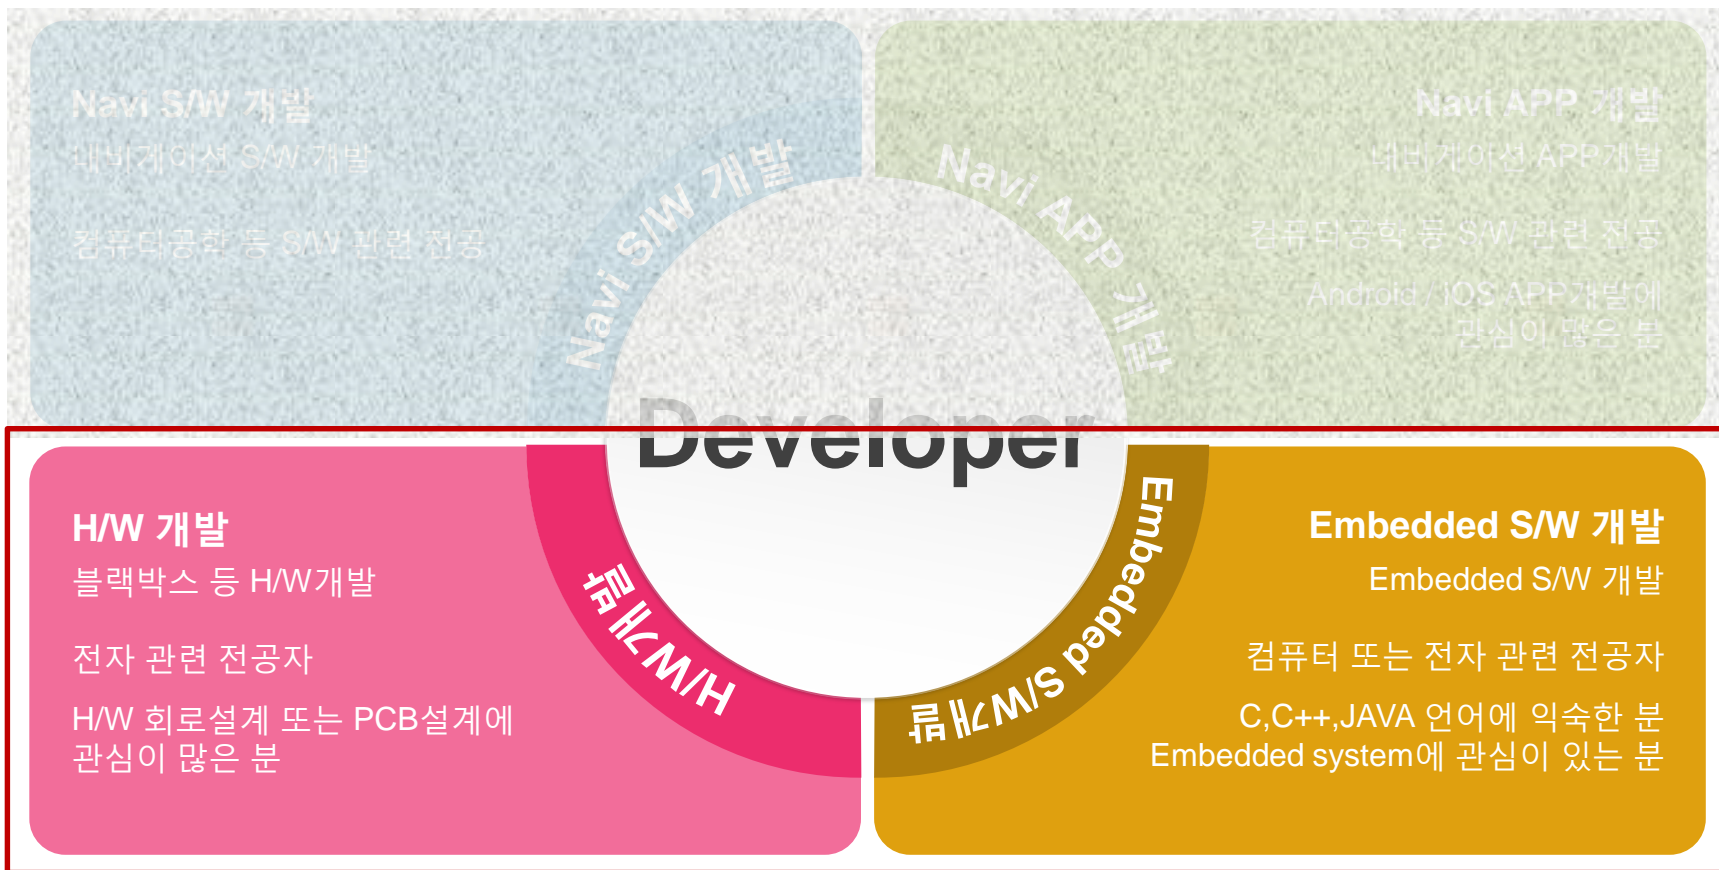 Navi S/W 개발
내비게이션 S/W 개발
컴퓨터공학 등 S/W 관련 전공
Navi S/W 개발
Navi APP 개발
내비게이션 APP개발
컴퓨터공학 등 S/W 관련 전공
Android / IOS APP개발에
관심이 많은 분
Navi APP 개발
Developer
H/W 개발
블랙박스 등 H/W개발
전자 관련 전공자
H/W 회로설계 또는 PCB설계에
관심이 많은 분
H/W개발
Embedded S/W 개발
Embedded S/W 개발
컴퓨터 또는 전자 관련 전공자
C,C++,JAVA 언어에 익숙한 분
Embedded system에 관심이 있는 분
Embedded S/W개발